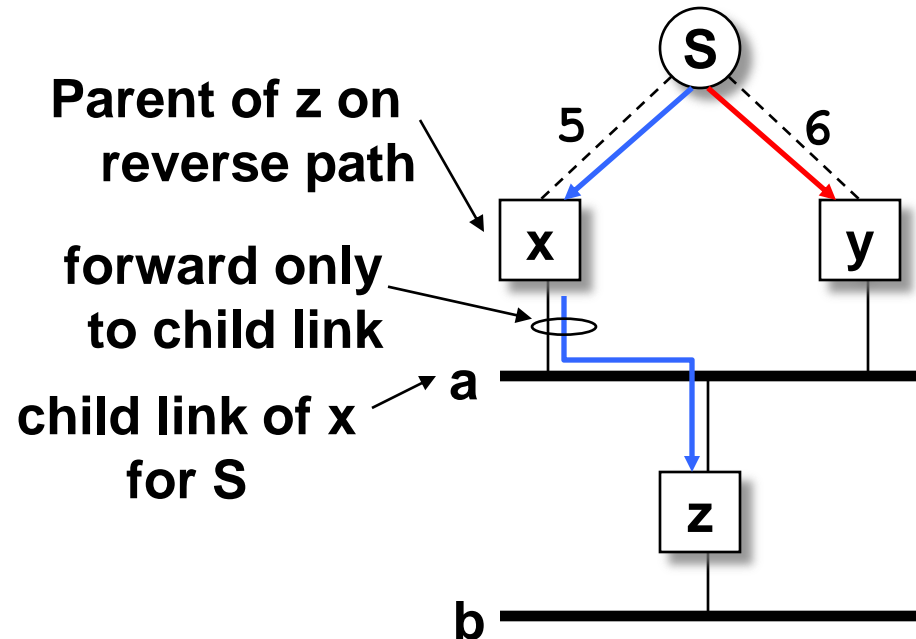 S
Parent of z on
reverse path
5
6
x
y
forward only
to child link
a
child link of x
for S
z
b